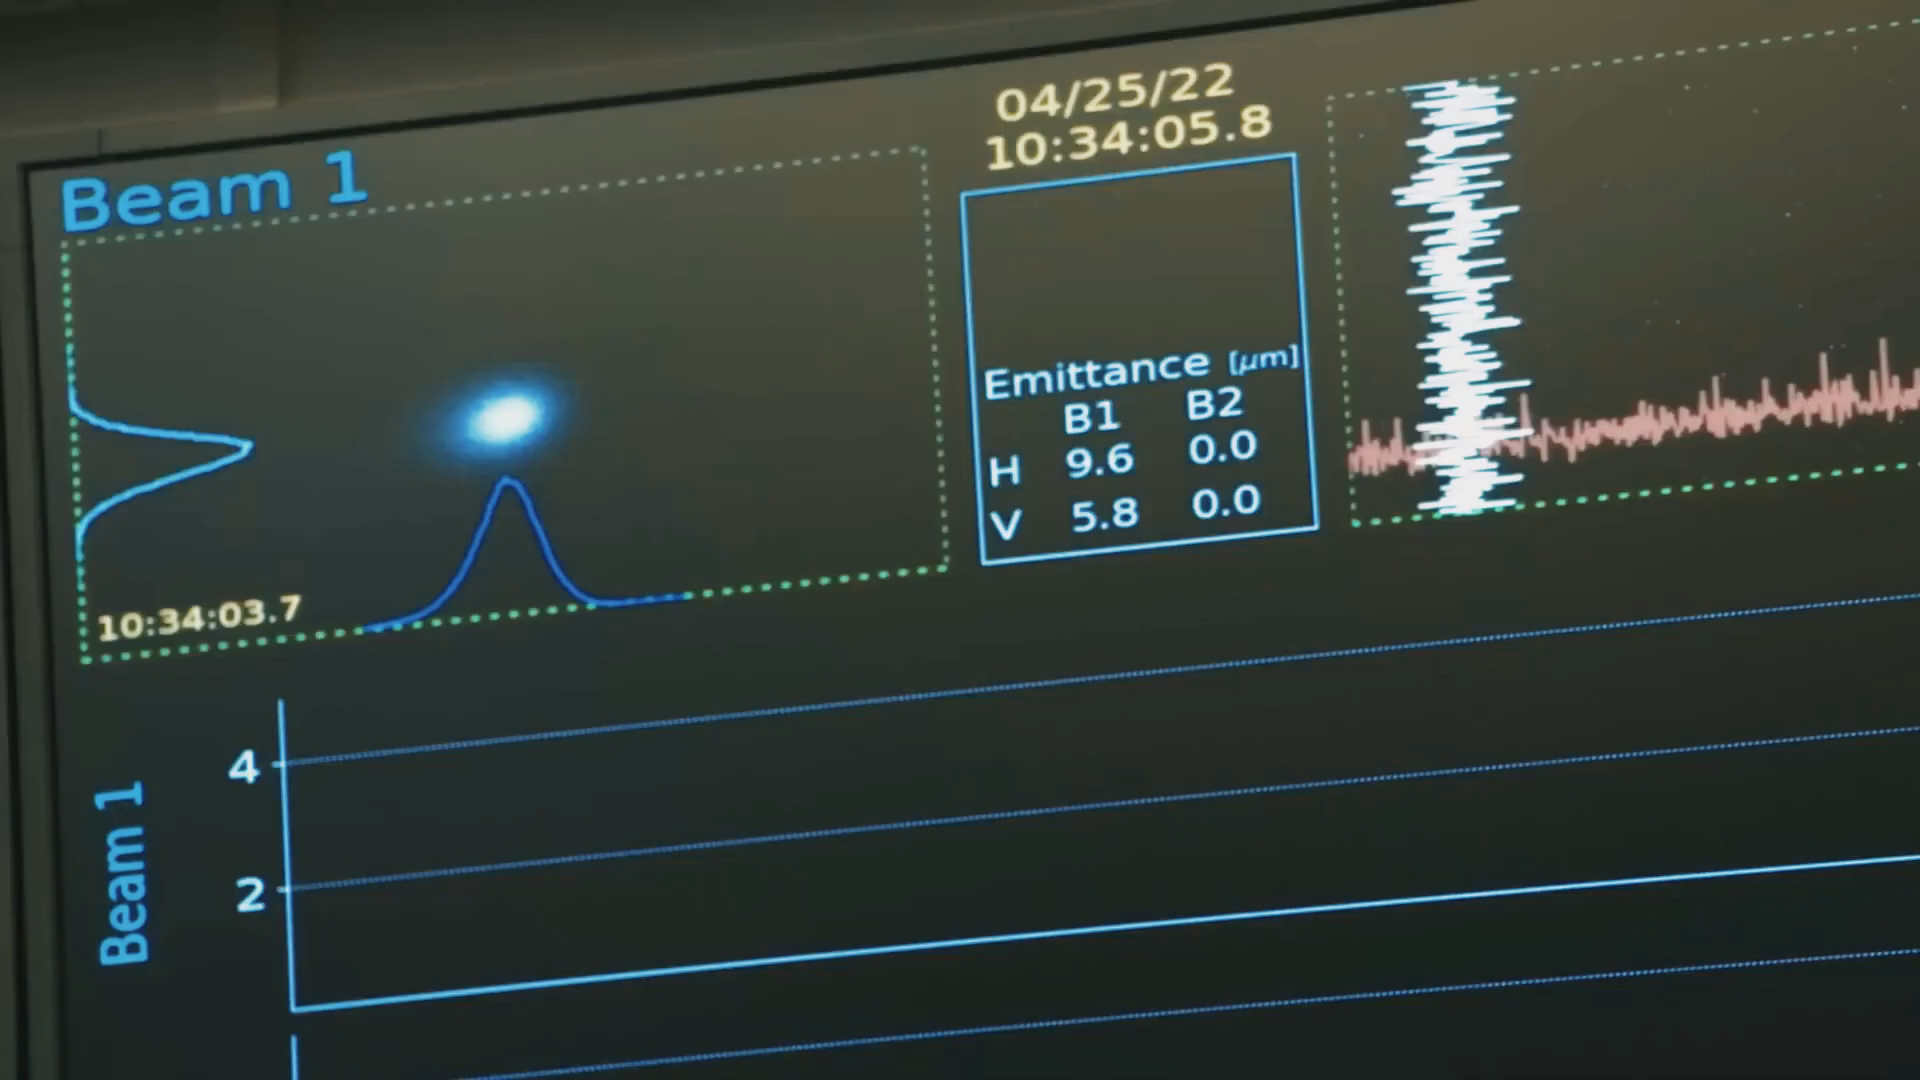 Beam 1
04/25/22
10:34:05.8
Emittance [μm]
B1 B2
H 9.6 0.0
V 5.8 0.0
10:34:03.7
4
2
Beam 1